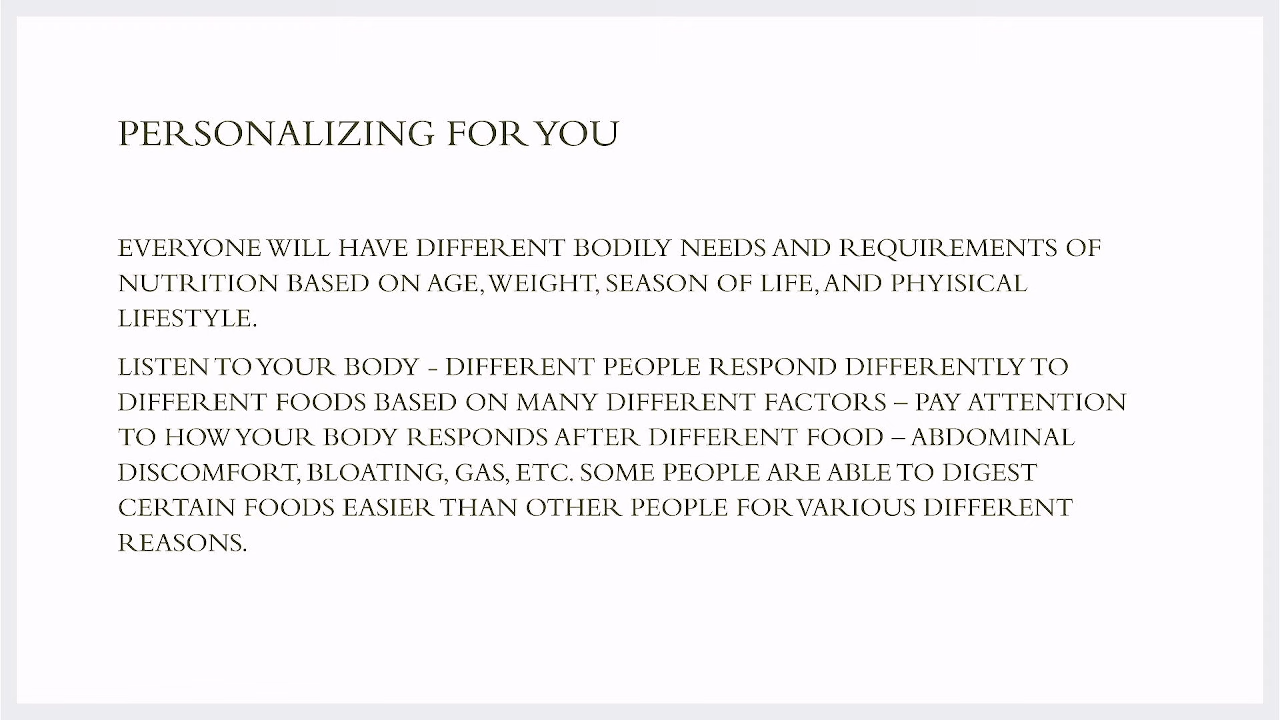 PERSONALIZING FOR YOU
EVERYONE WILL HAVE DIFFERENT BODILY NEEDS AND REQUIREMENTS OF
NUTRITION BASED ON AGE, WEIGHT, SEASON OF LIFE, AND PHYISICAL
LIFESTYLE.
LISTEN TO YOUR BODY - DIFFERENT PEOPLE RESPOND DIFFERENTLY TO
DIFFERENT FOODS BASED ON MANY DIFFERENT FACTORS – PAY ATTENTION
TO HOW YOUR BODY RESPONDS AFTER DIFFERENT FOOD – ABDOMINAL
DISCOMFORT, BLOATING, GAS, ETC. SOME PEOPLE ARE ABLE TO DIGEST
CERTAIN FOODS EASIER THAN OTHER PEOPLE FOR VARIOUS DIFFERENT
REASONS.